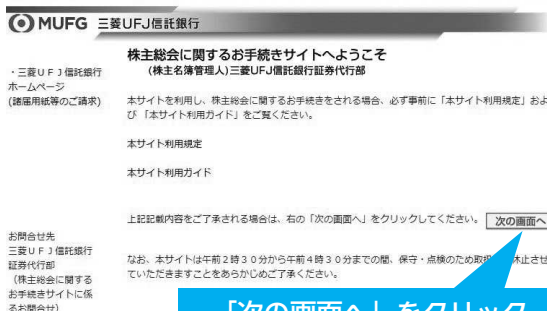 MUFG 三菱UFJ信託銀行
株主総会に関するお手続きサイトへようこそ
(株主名簿管理人)三菱UFJ信託銀行証券代行部
・三菱ＵＦＪ信託銀行
ホームページ
(諸届用紙等のご請求)
本サイトを利用し、株主総会に関するお手続きをされる場合、必ず事前に「本サイト利用規定」およ
び「本サイト利用ガイド」をご覧ください。
本サイト利用規定
本サイト利用ガイド
上記記載内容をご了承される場合は、右の「次の画面へ」をクリックしてください。 次の画面へ
お問合せ先
三菱ＵＦＪ信託銀行
証券代行部
(株主総会に関する
お手続きサイトに係
るお問合せ)
なお、本サイトは午前２時３０分から午前４時３０分までの間、保守・点検のため取扱 休止させ
ていただきますことをあらかじめご了承ください。
「次の画面へ」をクリック